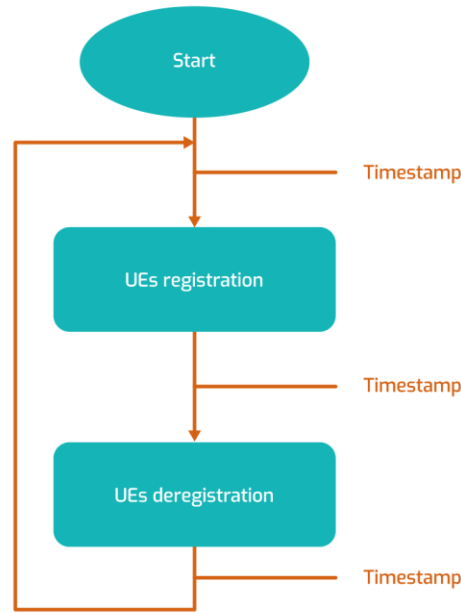 Start
Timestamp
UEs registration
Timestamp
UEs deregistration
Timestamp